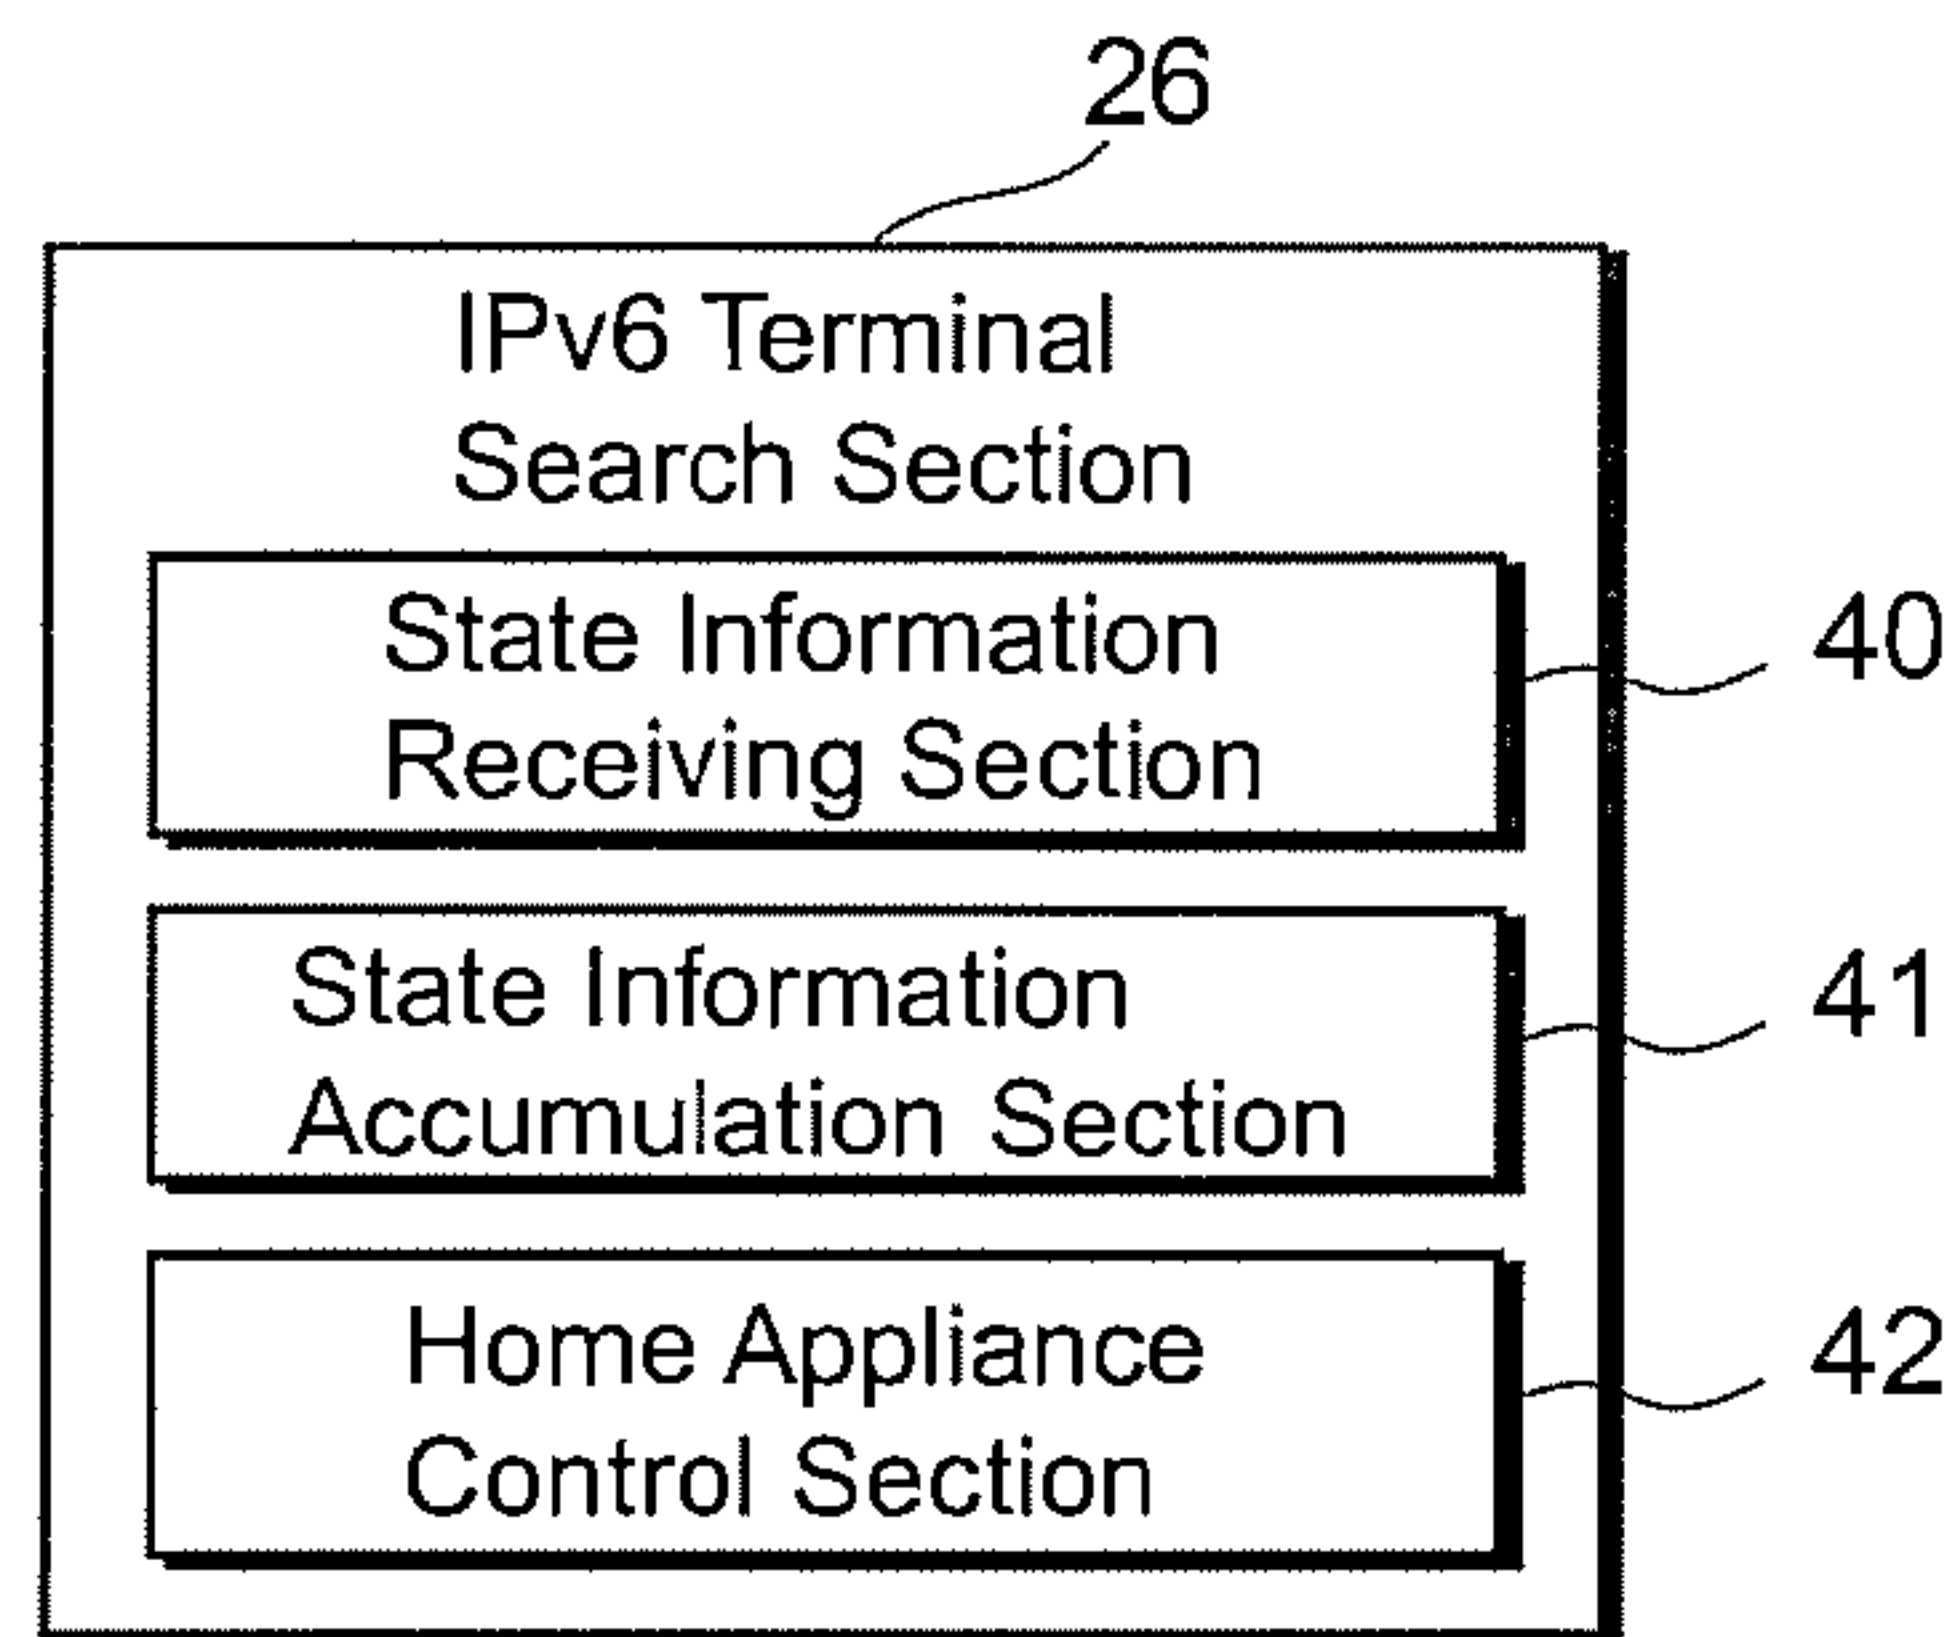 26
IPv6 Terminal
Search Section
State Information
Receiving Section
40
State Information
Accumulation Section
41
Home Appliance
Control Section
42